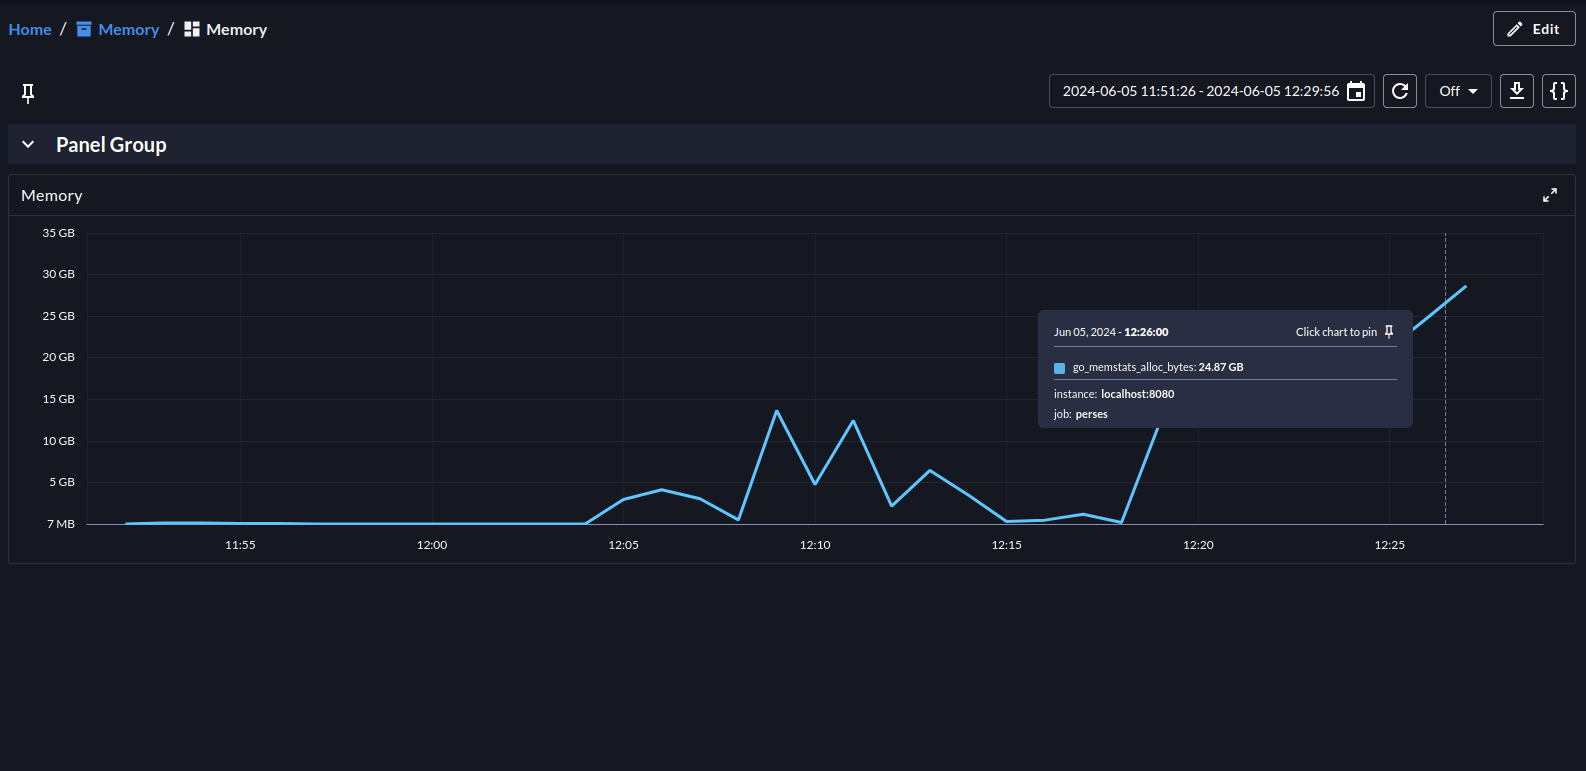 Home / Memory / Memory
Edit
2024-06-05 11:51:26 - 2024-06-05 12:29:56
Off
{}
Panel Group
Memory
35 GB
30 GB
25 GB
20 GB
15 GB
10 GB
5 GB
7 MB
Jun 05, 2024 - 12:26:00 Click chart to pin
go_memstats_alloc_bytes: 24.87 GB
instance: localhost:8080
job: perses
11:55 12:00 12:05 12:10 12:15 12:20 12:25